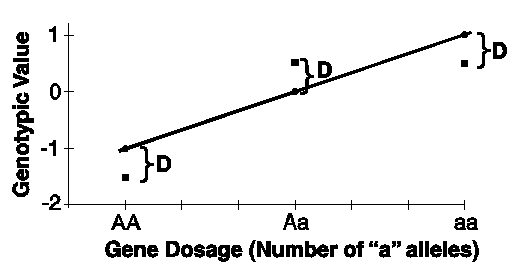 Genotypic Value
1
0
-1
-2
D
D
D
AA
Aa
aa
Gene Dosage (Number of “a” alleles)